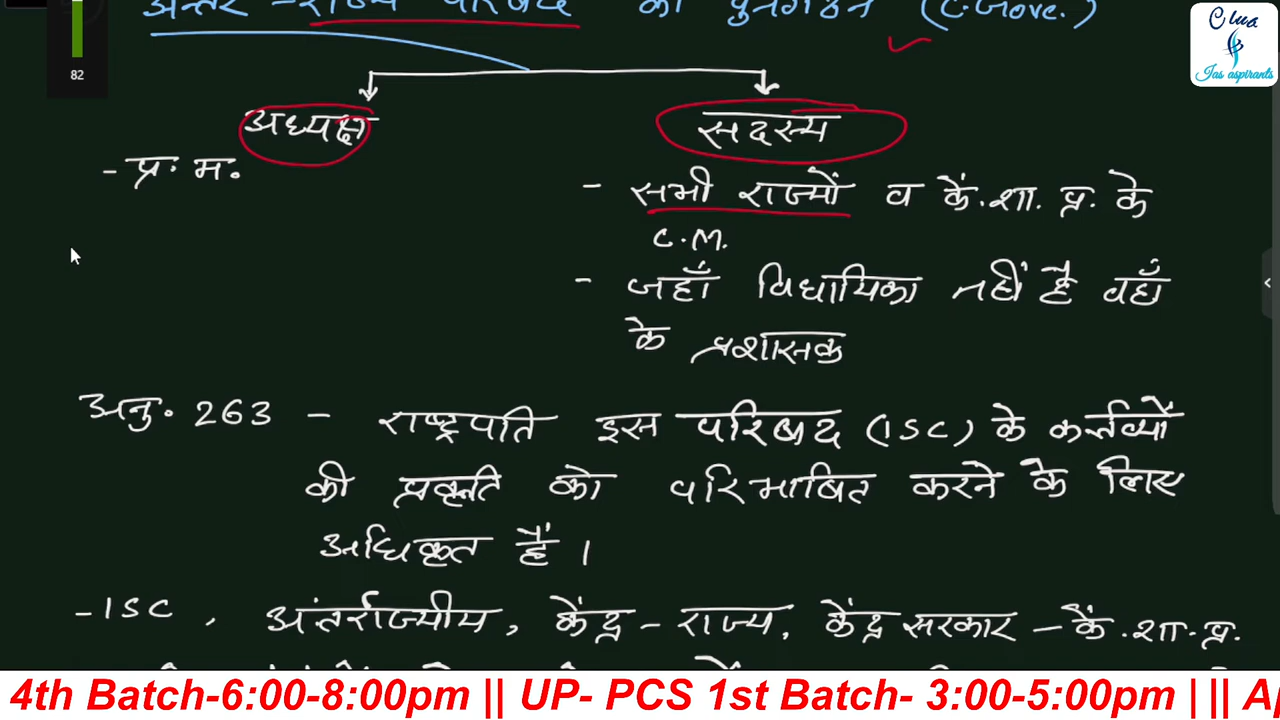 अन्तर-राज्य परिषद का पुनर्गठन (C. Gove.)
82
Clue
Ias aspirants
अध्यक्ष
सदस्य
- प्र. म.
- सभी राज्यों व कें.शा. प्र. के
C.M.
- जहाँ विधायिका नहीं है वहाँ
के प्रशासक
अनु. 263 - राष्ट्रपति इस परिषद (ISC) के कर्त्तव्यों
की प्रकृति को परिभाषित करने के लिए
अधिकृत हैं।
- ISC, अंतर्राज्यीय, केंद्र - राज्य, केंद्र सरकार - कें.शा.प्र.
4th Batch-6:00-8:00pm || UP- PCS 1st Batch- 3:00-5:00pm | || A